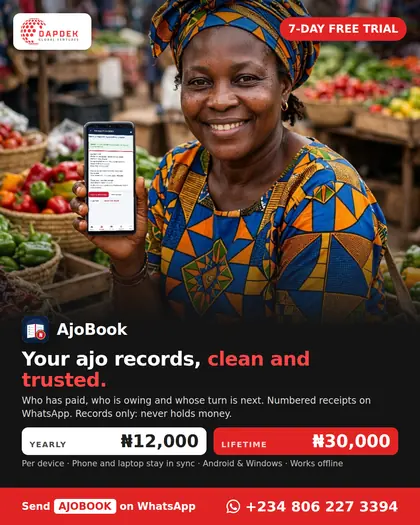 DAPDEK
GLOBAL VENTURES
7-DAY FREE TRIAL
AjoBook
Your ajo records, clean and
trusted.
Who has paid, who is owing and whose turn is next. Numbered receipts on
WhatsApp. Records only: never holds money.
YEARLY ₦12,000 LIFETIME ₦30,000
Per device · Phone and laptop stay in sync · Android & Windows · Works offline
Send AJOBOOK on WhatsApp +234 806 227 3394